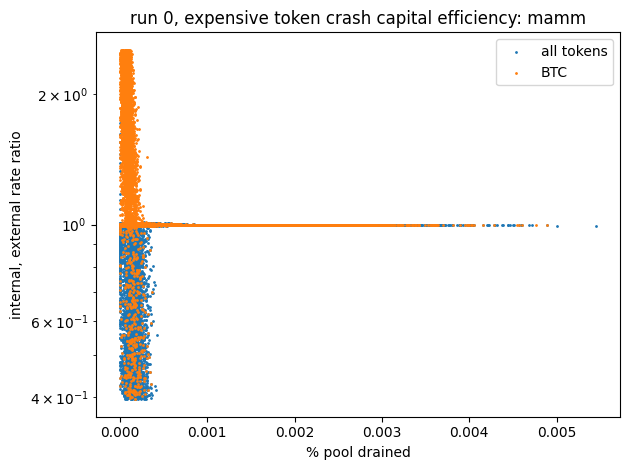 run 0, expensive token crash capital efficiency: mamm
all tokens
BTC
2 × 10⁰
10⁰
6 × 10⁻¹
4 × 10⁻¹
internal, external rate ratio
0.000 0.001 0.002 0.003 0.004 0.005
% pool drained